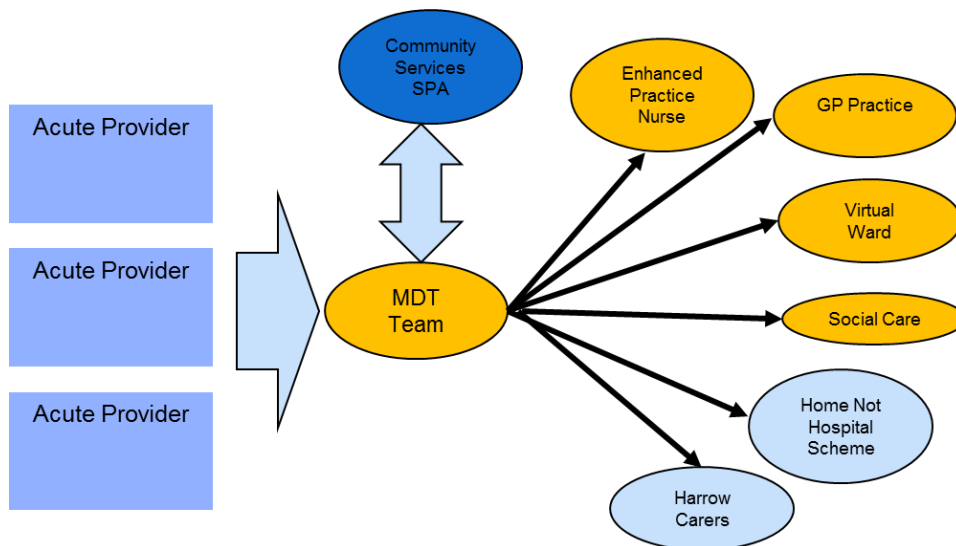 Community
Services
SPA
Enhanced
Practice
Nurse
GP Practice
Acute Provider
Virtual
Ward
Acute Provider
MDT
Team
Social Care
Acute Provider
Home Not
Hospital
Scheme
Harrow
Carers